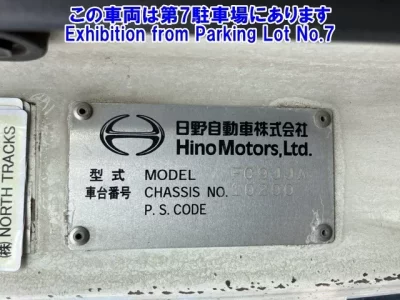 この車両は第7駐車場にあります
Exhibition from Parking Lot No.7
日野自動車株式会社
Hino Motors, Ltd.
型式 MODEL
車台番号 CHASSIS NO.
P. S. CODE
㈱ NORTH TRACKS